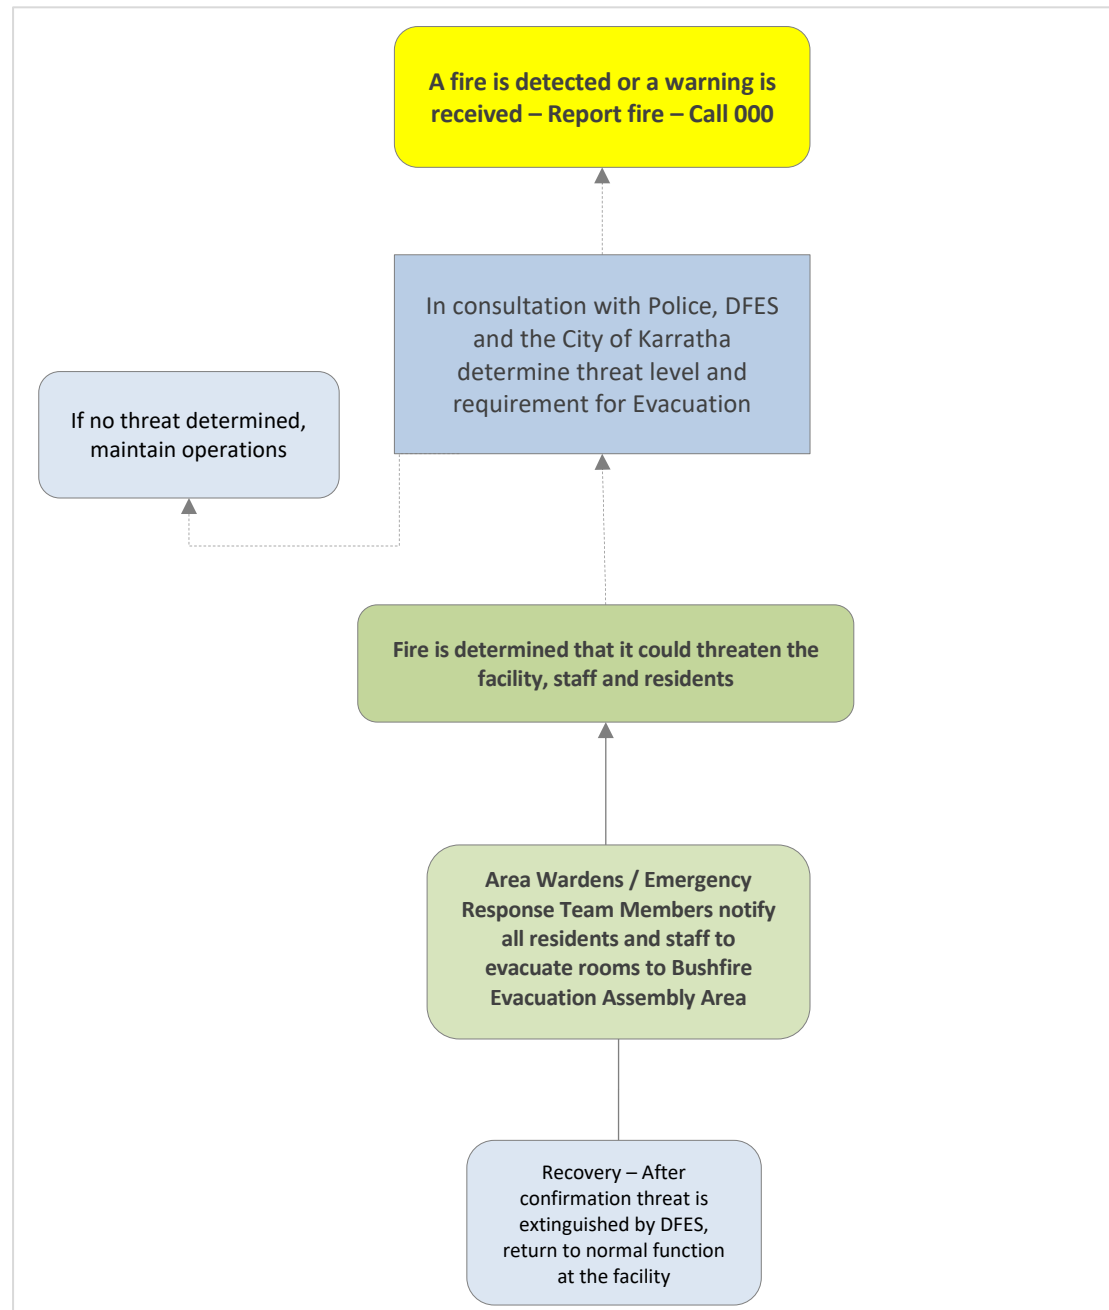 A fire is detected or a warning is
received – Report fire – Call 000
In consultation with Police, DFES
and the City of Karratha
determine threat level and
requirement for Evacuation
If no threat determined,
maintain operations
Fire is determined that it could threaten the
facility, staff and residents
Area Wardens / Emergency
Response Team Members notify
all residents and staff to
evacuate rooms to Bushfire
Evacuation Assembly Area
Recovery – After
confirmation threat is
extinguished by DFES,
return to normal function
at the facility